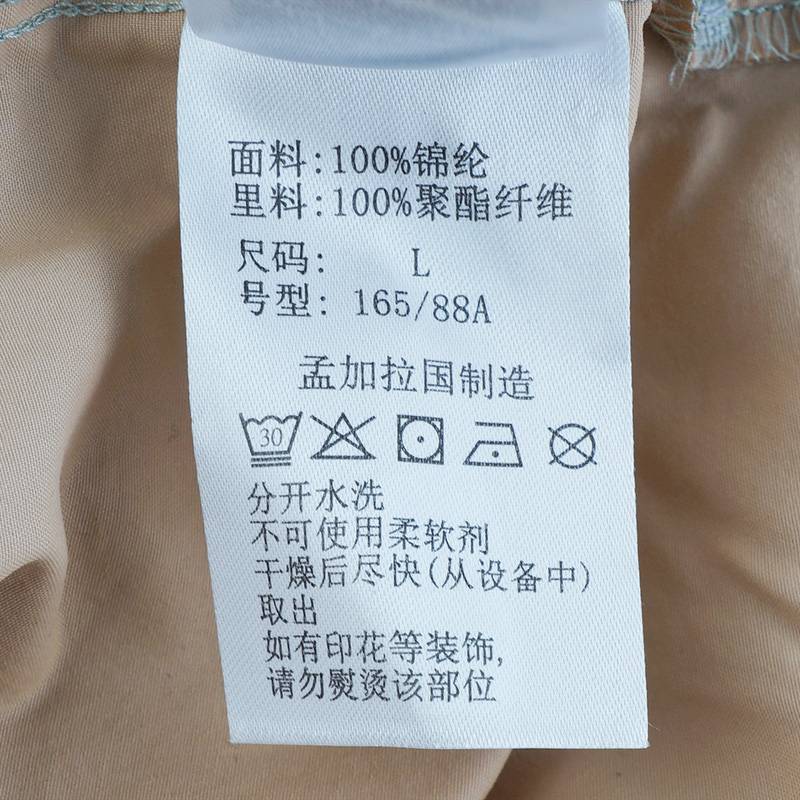 面料:100%锦纶
里料:100%聚酯纤维
尺码: L
号型: 165/88A
孟加拉国制造
30
分开水洗
不可使用柔软剂
干燥后尽快(从设备中)
取出
如有印花等装饰,
请勿熨烫该部位